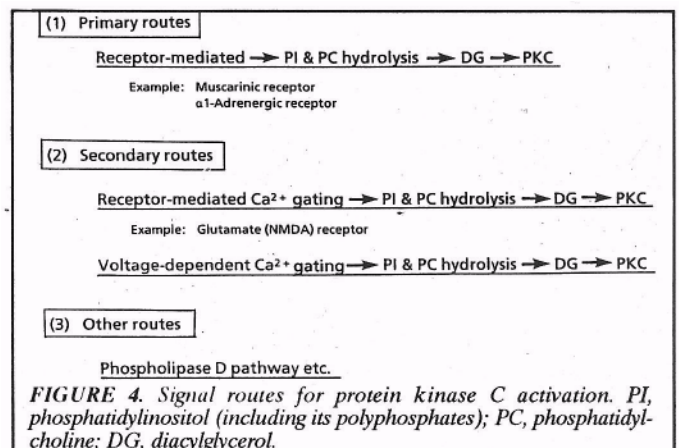 (1) Primary routes
Receptor-mediated → PI & PC hydrolysis → DG → PKC
Example: Muscarinic receptor
α1-Adrenergic receptor
(2) Secondary routes
Receptor-mediated Ca²⁺ gating → PI & PC hydrolysis → DG → PKC
Example: Glutamate (NMDA) receptor
Voltage-dependent Ca²⁺ gating → PI & PC hydrolysis → DG → PKC
(3) Other routes
Phospholipase D pathway etc.
FIGURE 4. Signal routes for protein kinase C activation. PI,
phosphatidylinositol (including its polyphosphates); PC, phosphatidyl-
choline; DG, diacylglycerol.